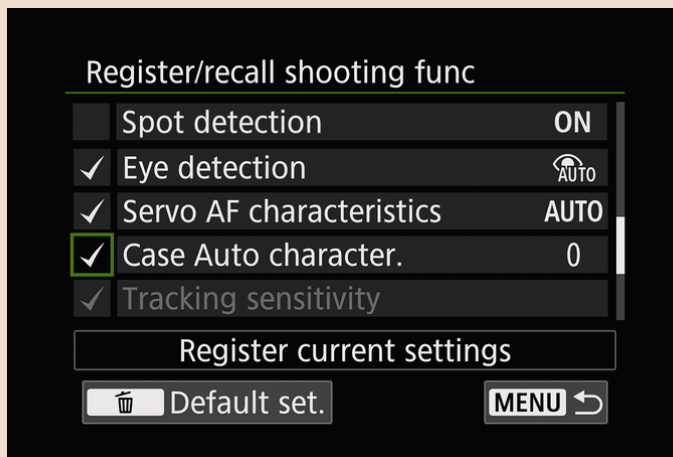 Register/recall shooting func
Spot detection ON
Eye detection AUTO
Servo AF characteristics AUTO
Case Auto character. 0
Tracking sensitivity
Register current settings
Default set. MENU